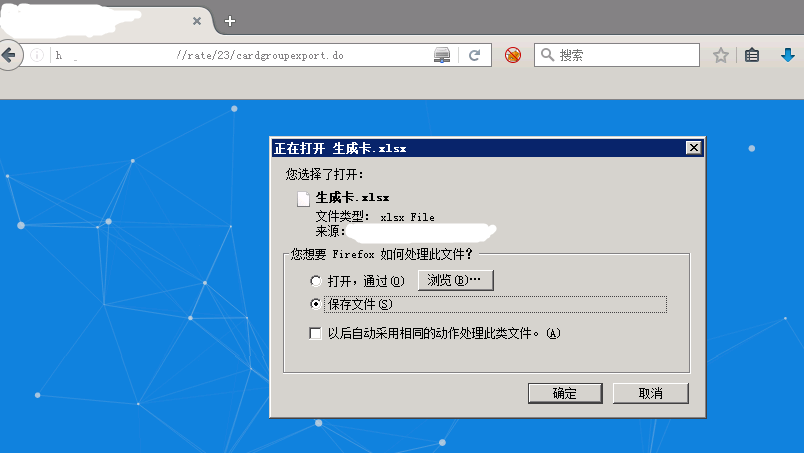 h
//rate/23/cardgroupexport.do
搜索
正在打开 生成卡.xlsx
您选择了打开:
生成卡.xlsx
文件类型: xlsx File
来源:
您想要 Firefox 如何处理此文件?
打开，通过(O)
浏览(B)…
保存文件(S)
以后自动采用相同的动作处理此类文件。(A)
确定
取消